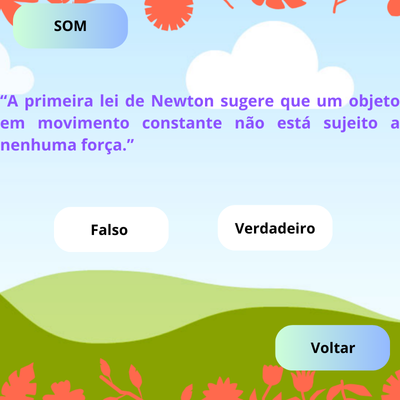 SOM
“A primeira lei de Newton sugere que um objeto
em movimento constante não está sujeito a
nenhuma força.”
Falso
Verdadeiro
Voltar